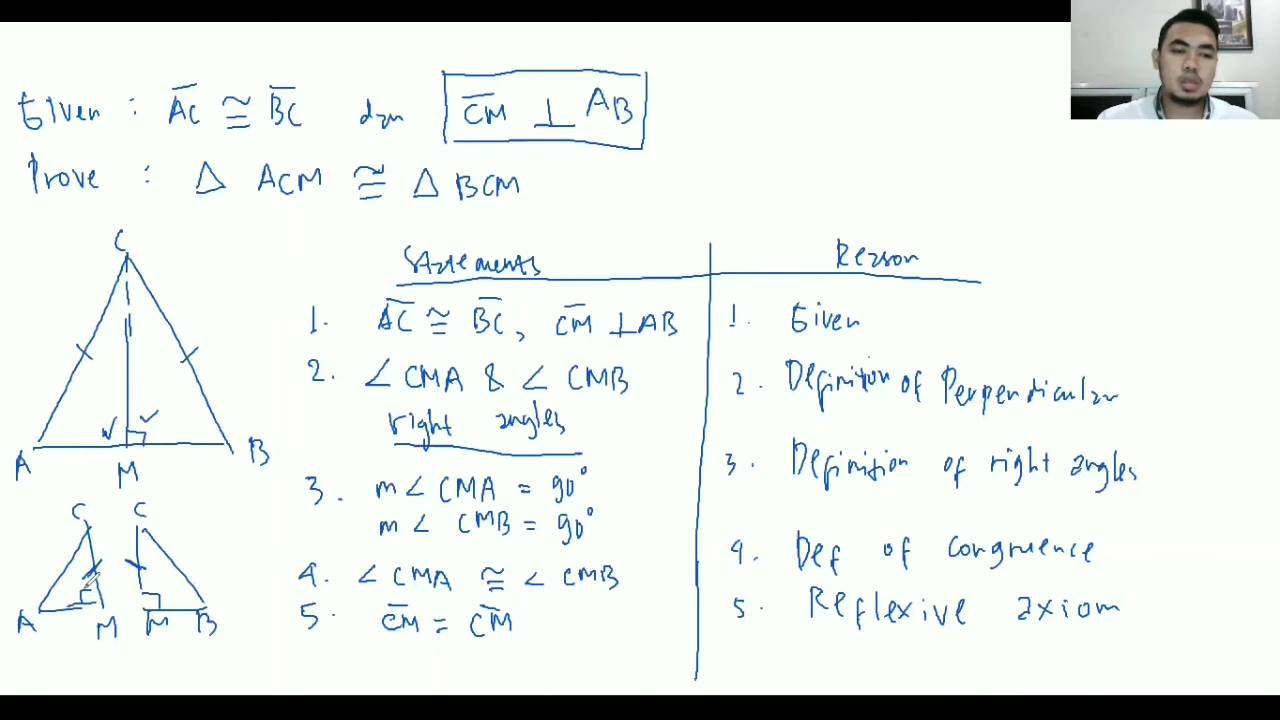 Given : AC ≅ BC dan CM ⊥ AB
Prove : △ ACM ≅ △ BCM
Statements
Reason
1. AC ≅ BC, CM ⊥ AB
1. Given
2. ∠ CMA & ∠ CMB
right angles
2. Definition of Perpendicular
3. m∠ CMA = 90°
m∠ CMB = 90°
3. Definition of right angles
4. ∠ CMA ≅ ∠ CMB
4. Def of congruence
5. CM = CM
5. Reflexive axiom
C
A
M
B
C
C
A
M
M
B